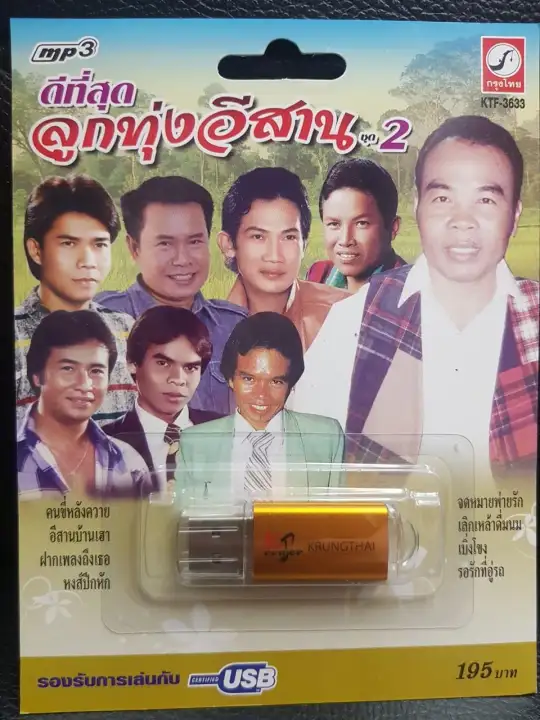 mp3
กรุงไทย
KTF-3633
ดีที่สุด
ลูกทุ่งอีสาน ชุด 2
คนขี่หลังควาย
อีสานบ้านเฮา
ฝากเพลงถึงเธอ
หงส์ปีกหัก
จดหมายพ่ายรัก
เลิกเหล้าดื่มนม
เบิ่งโขง
รอรักที่อู่รถ
KRUNGTHAI
รองรับการเล่นกับ CERTIFIED USB
195 บาท